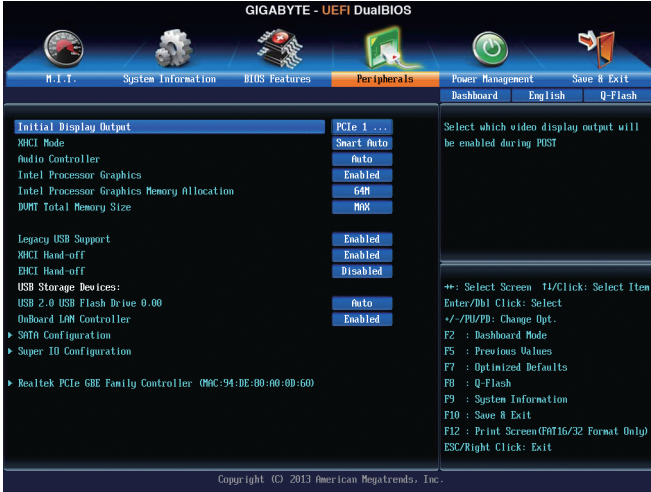 GIGABYTE - UEFI DualBIOS
M.I.T. System Information BIOS Features Peripherals Power Management Save & Exit
Dashboard English Q-Flash
Initial Display Output PCIe 1 ...
XHCI Mode Smart Auto
Audio Controller Auto
Intel Processor Graphics Enabled
Intel Processor Graphics Memory Allocation 64M
DVMT Total Memory Size MAX
Legacy USB Support Enabled
XHCI Hand-off Enabled
EHCI Hand-off Disabled
USB Storage Devices:
USB 2.0 USB Flash Drive 0.00 Auto
OnBoard LAN Controller Enabled
SATA Configuration
Super IO Configuration
Realtek PCIe GBE Family Controller (MAC:94:DE:80:A0:0D:60)
Select which video display output will
be enabled during POST
↔: Select Screen ↑↓/Click: Select Item
Enter/Dbl Click: Select
+/-/PU/PD: Change Opt.
F2 : Dashboard Mode
F5 : Previous Values
F7 : Optimized Defaults
F8 : Q-Flash
F9 : System Information
F10 : Save & Exit
F12 : Print Screen(FAT16/32 Format Only)
ESC/Right Click: Exit
Copyright (C) 2013 American Megatrends, Inc.